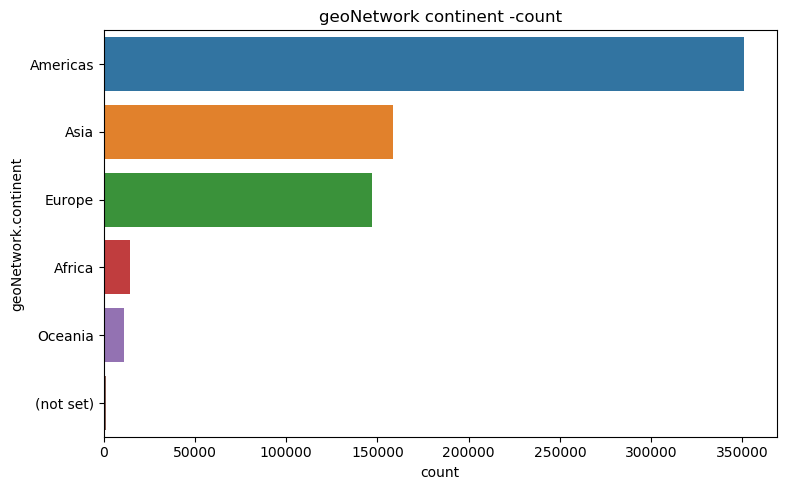 geoNetwork continent -count
geoNetwork.continent
Americas
Asia
Europe
Africa
Oceania
(not set)
0 50000 100000 150000 200000 250000 300000 350000
count